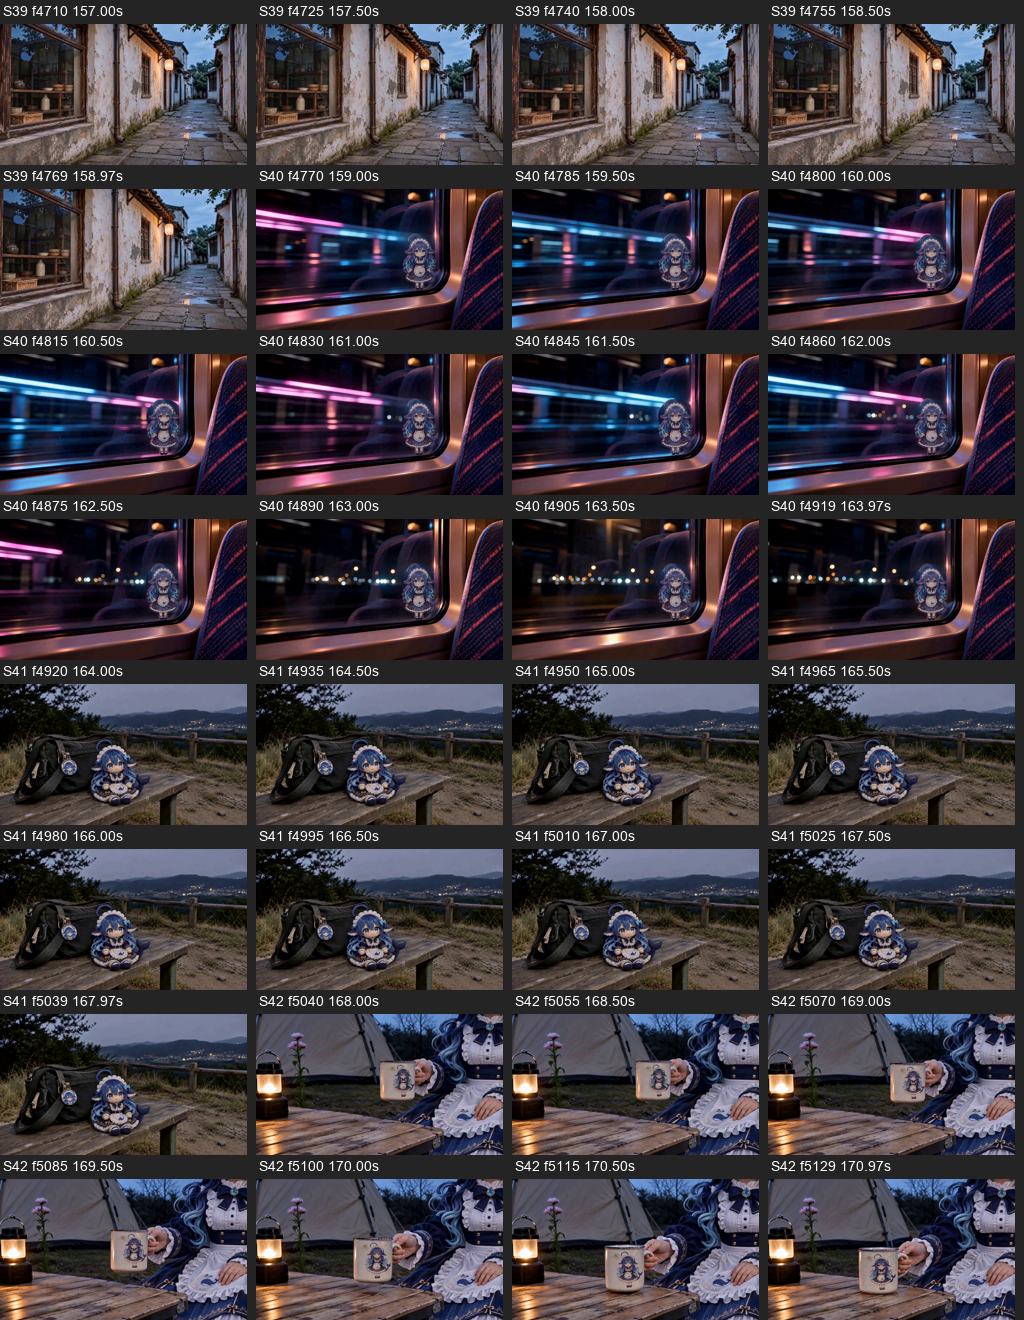 S39 f4710 157.00s
S39 f4725 157.50s
S39 f4740 158.00s
S39 f4755 158.50s
S39 f4769 158.97s
S40 f4770 159.00s
S40 f4785 159.50s
S40 f4800 160.00s
S40 f4815 160.50s
S40 f4830 161.00s
S40 f4845 161.50s
S40 f4860 162.00s
S40 f4875 162.50s
S40 f4890 163.00s
S40 f4905 163.50s
S40 f4919 163.97s
S41 f4920 164.00s
S41 f4935 164.50s
S41 f4950 165.00s
S41 f4965 165.50s
S41 f4980 166.00s
S41 f4995 166.50s
S41 f5010 167.00s
S41 f5025 167.50s
S41 f5039 167.97s
S42 f5040 168.00s
S42 f5055 168.50s
S42 f5070 169.00s
S42 f5085 169.50s
S42 f5100 170.00s
S42 f5115 170.50s
S42 f5129 170.97s